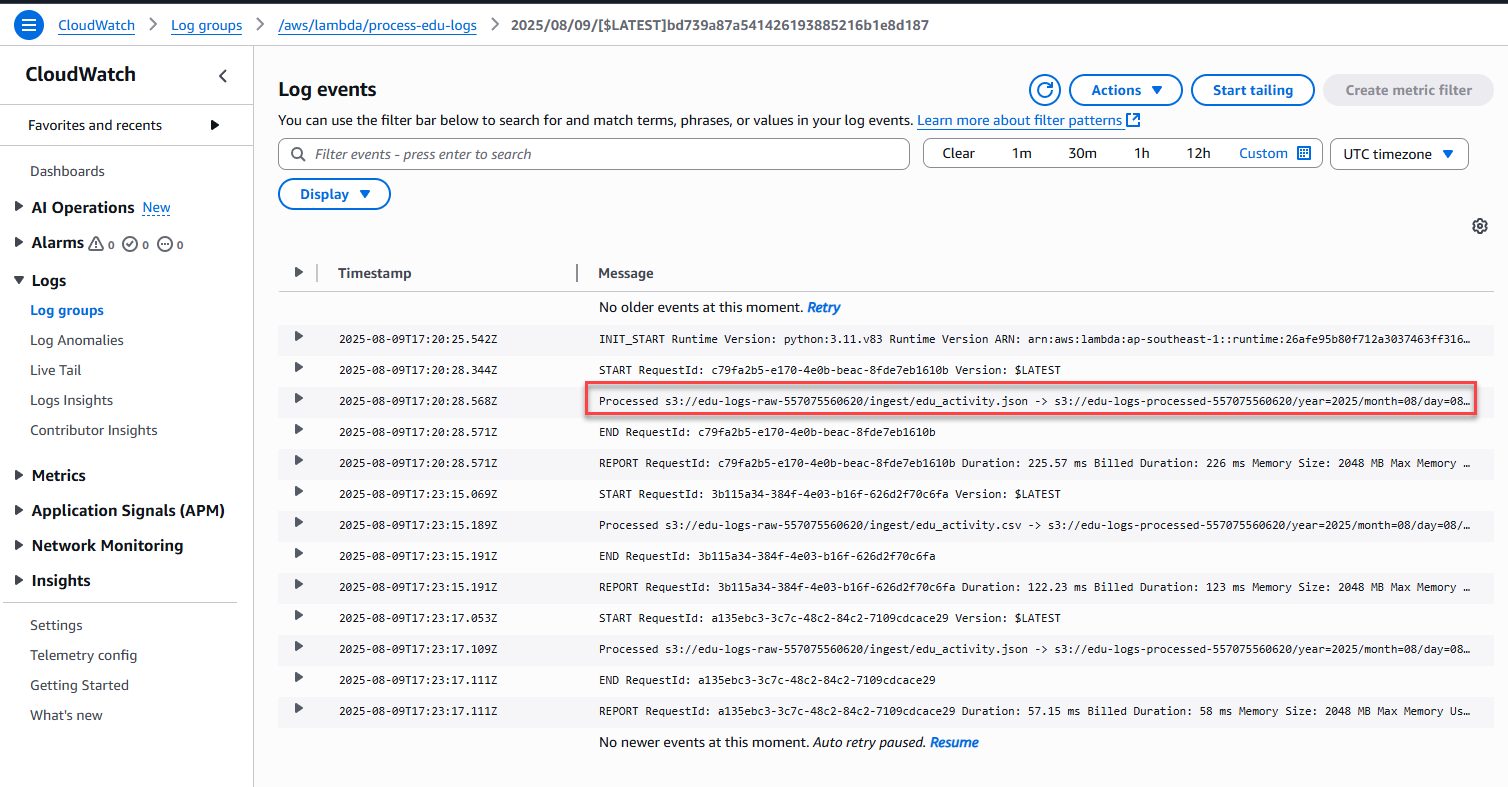 CloudWatch > Log groups > /aws/lambda/process-edu-logs > 2025/08/09/[$LATEST]bd739a87a541426193885216b1e8d187
CloudWatch
Favorites and recents
Dashboards
AI Operations New
Alarms 0 0 0
Logs
Log groups
Log Anomalies
Live Tail
Logs Insights
Contributor Insights
Metrics
Application Signals (APM)
Network Monitoring
Insights
Settings
Telemetry config
Getting Started
What's new
Log events
Actions
Start tailing
Create metric filter
You can use the filter bar below to search for and match terms, phrases, or values in your log events. Learn more about filter patterns
Filter events - press enter to search
Clear 1m 30m 1h 12h Custom
UTC timezone
Display
Timestamp Message
No older events at this moment. Retry
2025-08-09T17:20:25.542Z INIT_START Runtime Version: python:3.11.v83 Runtime Version ARN: arn:aws:lambda:ap-southeast-1::runtime:26afe95b80f712a3037463ff316…
2025-08-09T17:20:28.344Z START RequestId: c79fa2b5-e170-4e0b-beac-8fde7eb1610b Version: $LATEST
2025-08-09T17:20:28.568Z Processed s3://edu-logs-raw-557075560620/ingest/edu_activity.json -> s3://edu-logs-processed-557075560620/year=2025/month=08/day=08…
2025-08-09T17:20:28.571Z END RequestId: c79fa2b5-e170-4e0b-beac-8fde7eb1610b
2025-08-09T17:20:28.571Z REPORT RequestId: c79fa2b5-e170-4e0b-beac-8fde7eb1610b Duration: 225.57 ms Billed Duration: 226 ms Memory Size: 2048 MB Max Memory …
2025-08-09T17:23:15.069Z START RequestId: 3b115a34-384f-4e03-b16f-626d2f70c6fa Version: $LATEST
2025-08-09T17:23:15.189Z Processed s3://edu-logs-raw-557075560620/ingest/edu_activity.csv -> s3://edu-logs-processed-557075560620/year=2025/month=08/day=08/…
2025-08-09T17:23:15.191Z END RequestId: 3b115a34-384f-4e03-b16f-626d2f70c6fa
2025-08-09T17:23:15.191Z REPORT RequestId: 3b115a34-384f-4e03-b16f-626d2f70c6fa Duration: 122.23 ms Billed Duration: 123 ms Memory Size: 2048 MB Max Memory …
2025-08-09T17:23:17.053Z START RequestId: a135ebc3-3c7c-48c2-84c2-7109cdcace29 Version: $LATEST
2025-08-09T17:23:17.109Z Processed s3://edu-logs-raw-557075560620/ingest/edu_activity.json -> s3://edu-logs-processed-557075560620/year=2025/month=08/day=08…
2025-08-09T17:23:17.111Z END RequestId: a135ebc3-3c7c-48c2-84c2-7109cdcace29
2025-08-09T17:23:17.111Z REPORT RequestId: a135ebc3-3c7c-48c2-84c2-7109cdcace29 Duration: 57.15 ms Billed Duration: 58 ms Memory Size: 2048 MB Max Memory Us…
No newer events at this moment. Auto retry paused. Resume